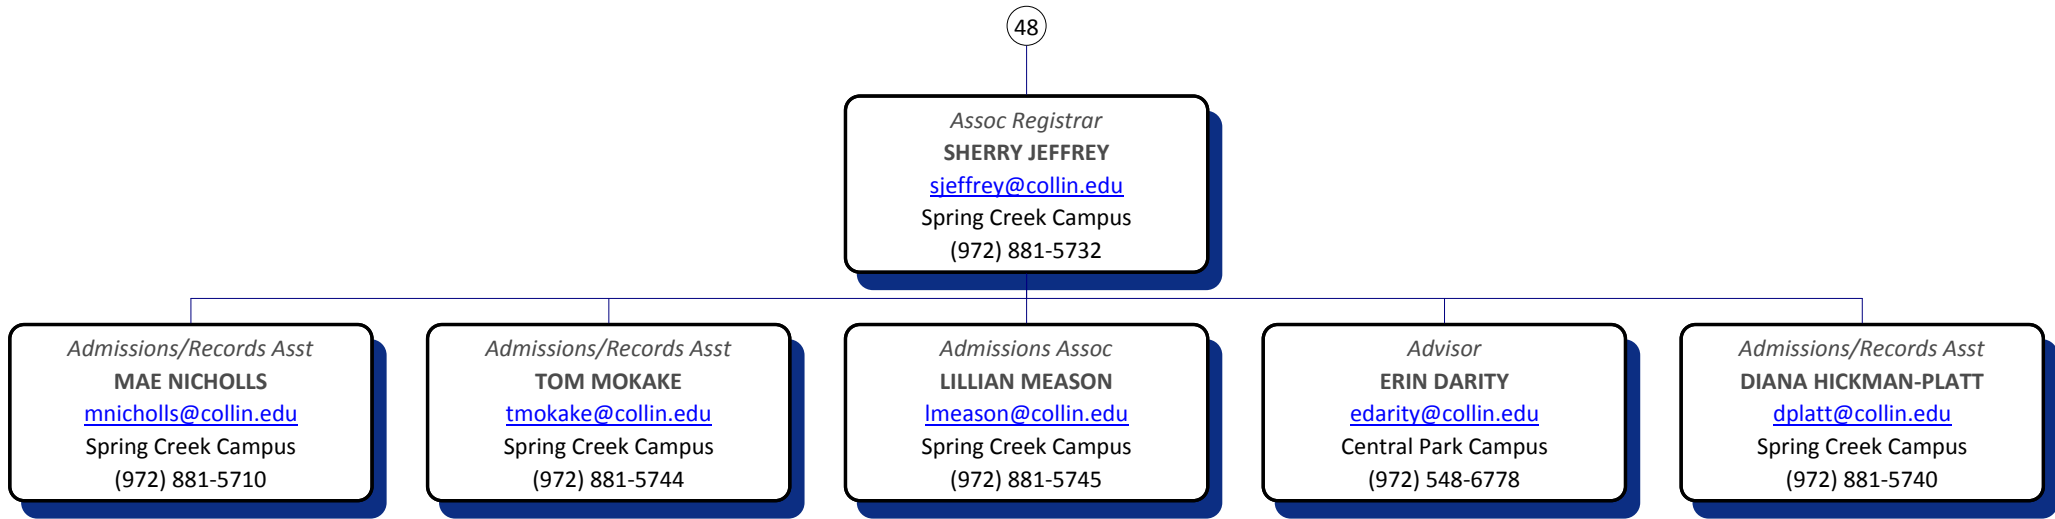 48
Assoc Registrar
SHERRY JEFFREY
sjeffrey@collin.edu
Spring Creek Campus
(972) 881-5732
Admissions/Records Asst
MAE NICHOLLS
mnicholls@collin.edu
Spring Creek Campus
(972) 881-5710
Admissions/Records Asst
TOM MOKAKE
tmokake@collin.edu
Spring Creek Campus
(972) 881-5744
Admissions Assoc
LILLIAN MEASON
lmeason@collin.edu
Spring Creek Campus
(972) 881-5745
Advisor
ERIN DARITY
edarity@collin.edu
Central Park Campus
(972) 548-6778
Admissions/Records Asst
DIANA HICKMAN-PLATT
dplatt@collin.edu
Spring Creek Campus
(972) 881-5740